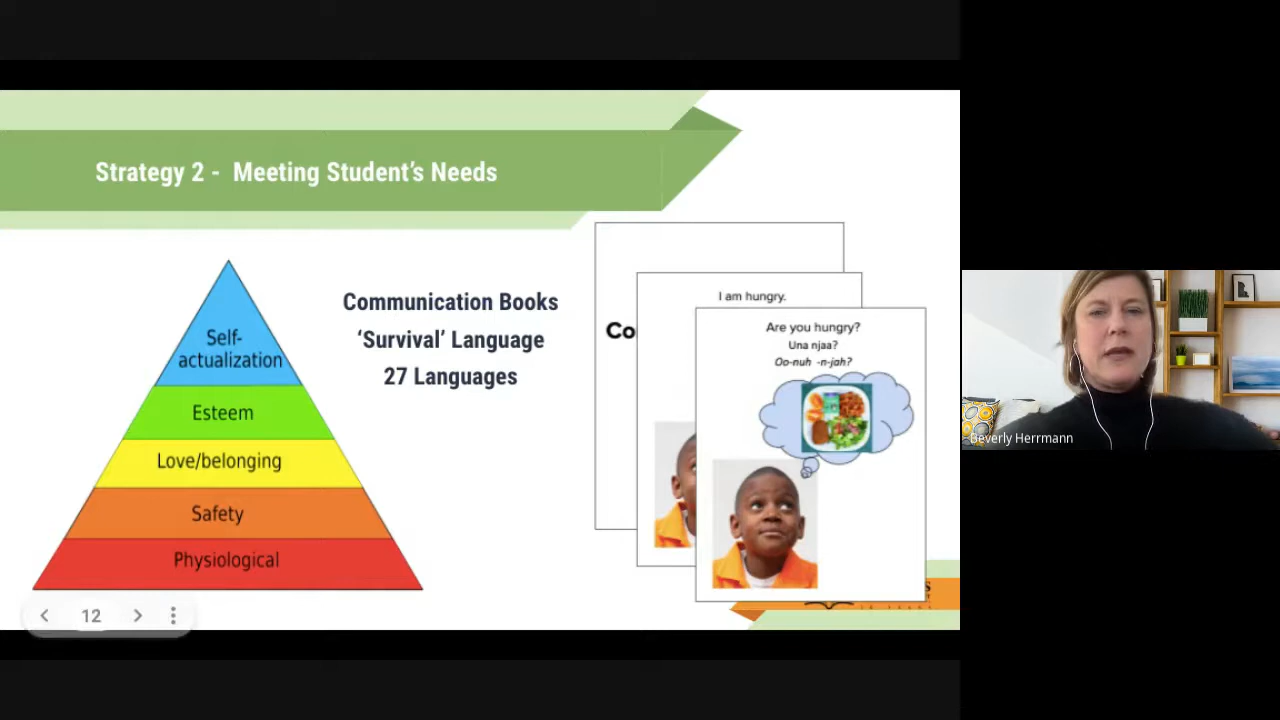 Strategy 2 - Meeting Student's Needs
Self-
actualization
Esteem
Love/belonging
Safety
Physiological
Communication Books
‘Survival’ Language
27 Languages
Co
I am hungry.
Are you hungry?
Una njaa?
Oo-nuh -n-jah?
12
Beverly Herrmann